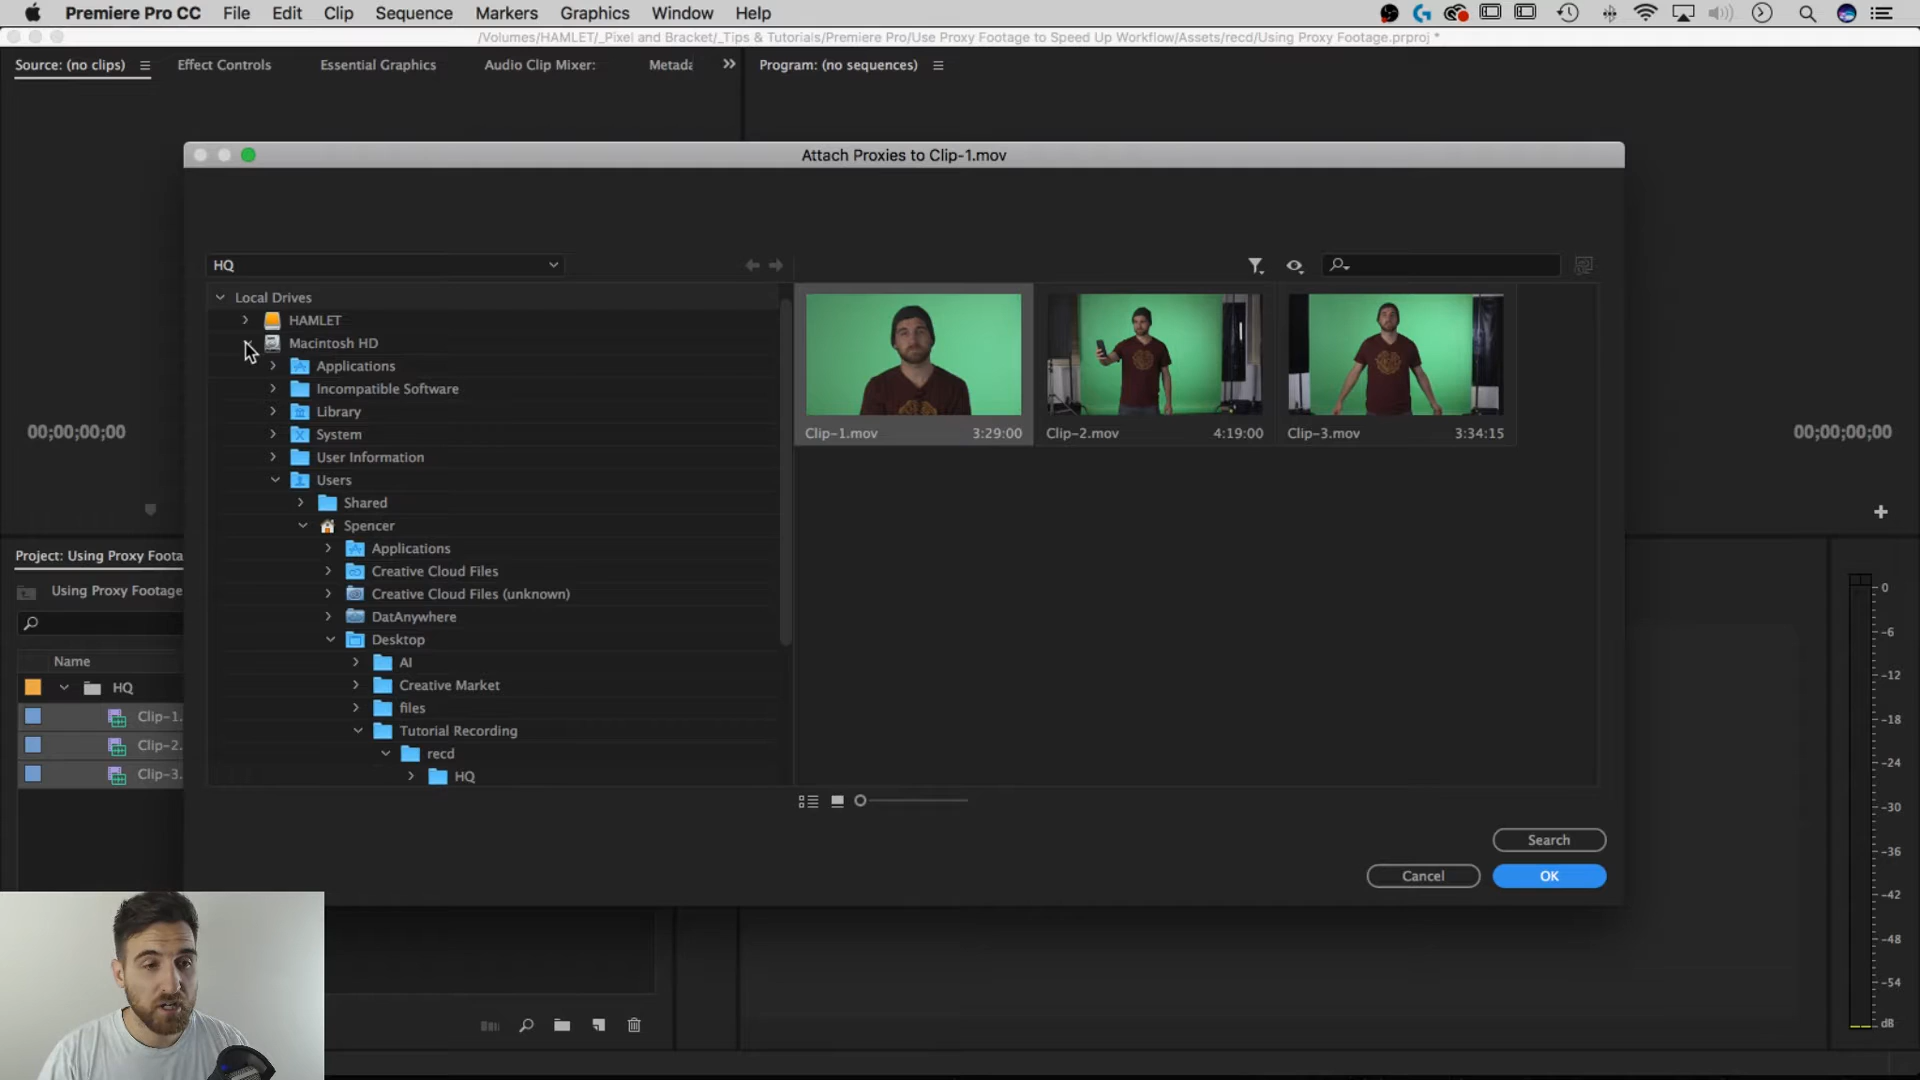 Premiere Pro CC File Edit Clip Sequence Markers Graphics Window Help
/Volumes/HAMLET/_Pixel and Bracket/_Tips & Tutorials/Premiere Pro/Use Proxy Footage to Speed Up Workflow/Assets/recd/Using Proxy Footage.prproj *
Source: (no clips) Effect Controls Essential Graphics Audio Clip Mixer: Metada Program: (no sequences)
Attach Proxies to Clip-1.mov
HQ
Local Drives
HAMLET
Macintosh HD
Applications
Incompatible Software
Library
System
User Information
Users
Shared
Spencer
Applications
Creative Cloud Files
Creative Cloud Files (unknown)
DatAnywhere
Desktop
AI
Creative Market
files
Tutorial Recording
recd
HQ
Clip-1.mov 3:29:00
Clip-2.mov 4:19:00
Clip-3.mov 3:34:15
00;00;00;00
00;00;00;00
Search
Cancel OK
Project: Using Proxy Foota
Using Proxy Footage
Name
HQ
Clip-1.
Clip-2.
Clip-3.
0
-6
-12
-18
-24
-30
-36
-42
-48
-54
dB